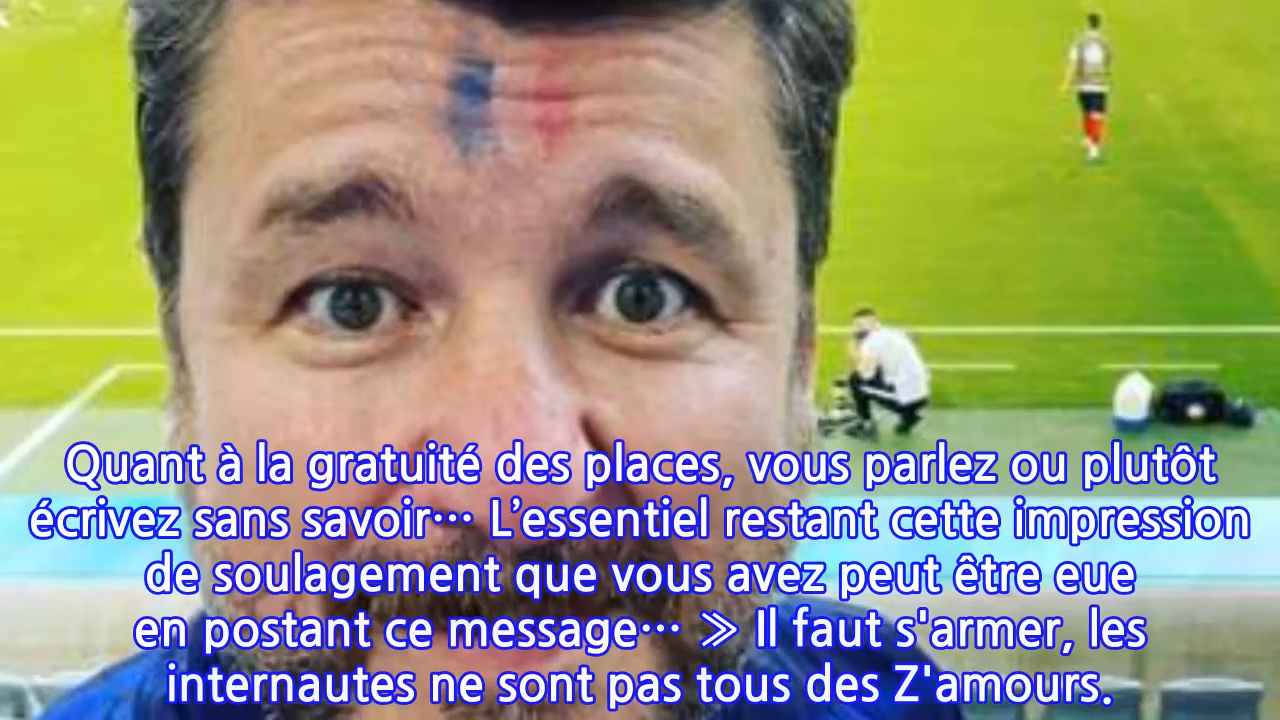 Quant à la gratuité des places, vous parlez ou plutôt
écrivez sans savoir… L’essentiel restant cette impression
de soulagement que vous avez peut être eue
en postant ce message… » Il faut s'armer, les
internautes ne sont pas tous des Z'amours.